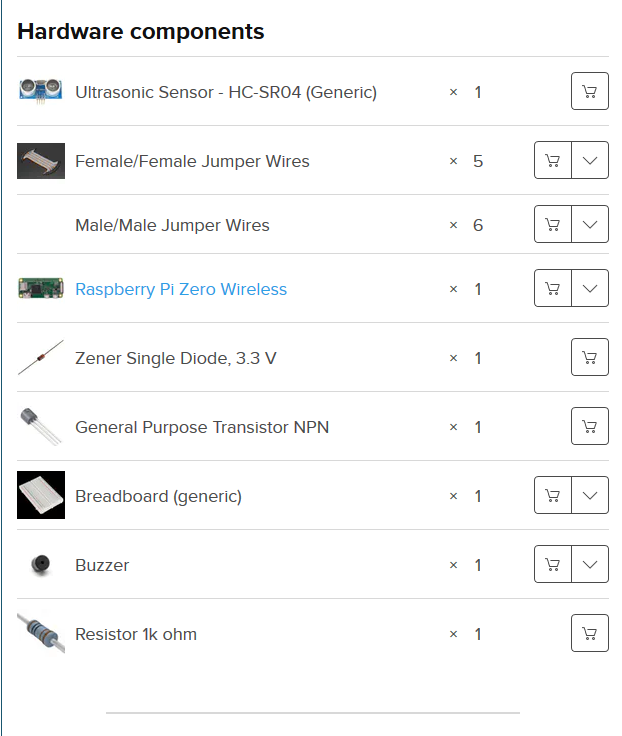 Hardware components
Ultrasonic Sensor - HC-SR04 (Generic) × 1
Female/Female Jumper Wires × 5
Male/Male Jumper Wires × 6
Raspberry Pi Zero Wireless × 1
Zener Single Diode, 3.3 V × 1
General Purpose Transistor NPN × 1
Breadboard (generic) × 1
Buzzer × 1
Resistor 1k ohm × 1